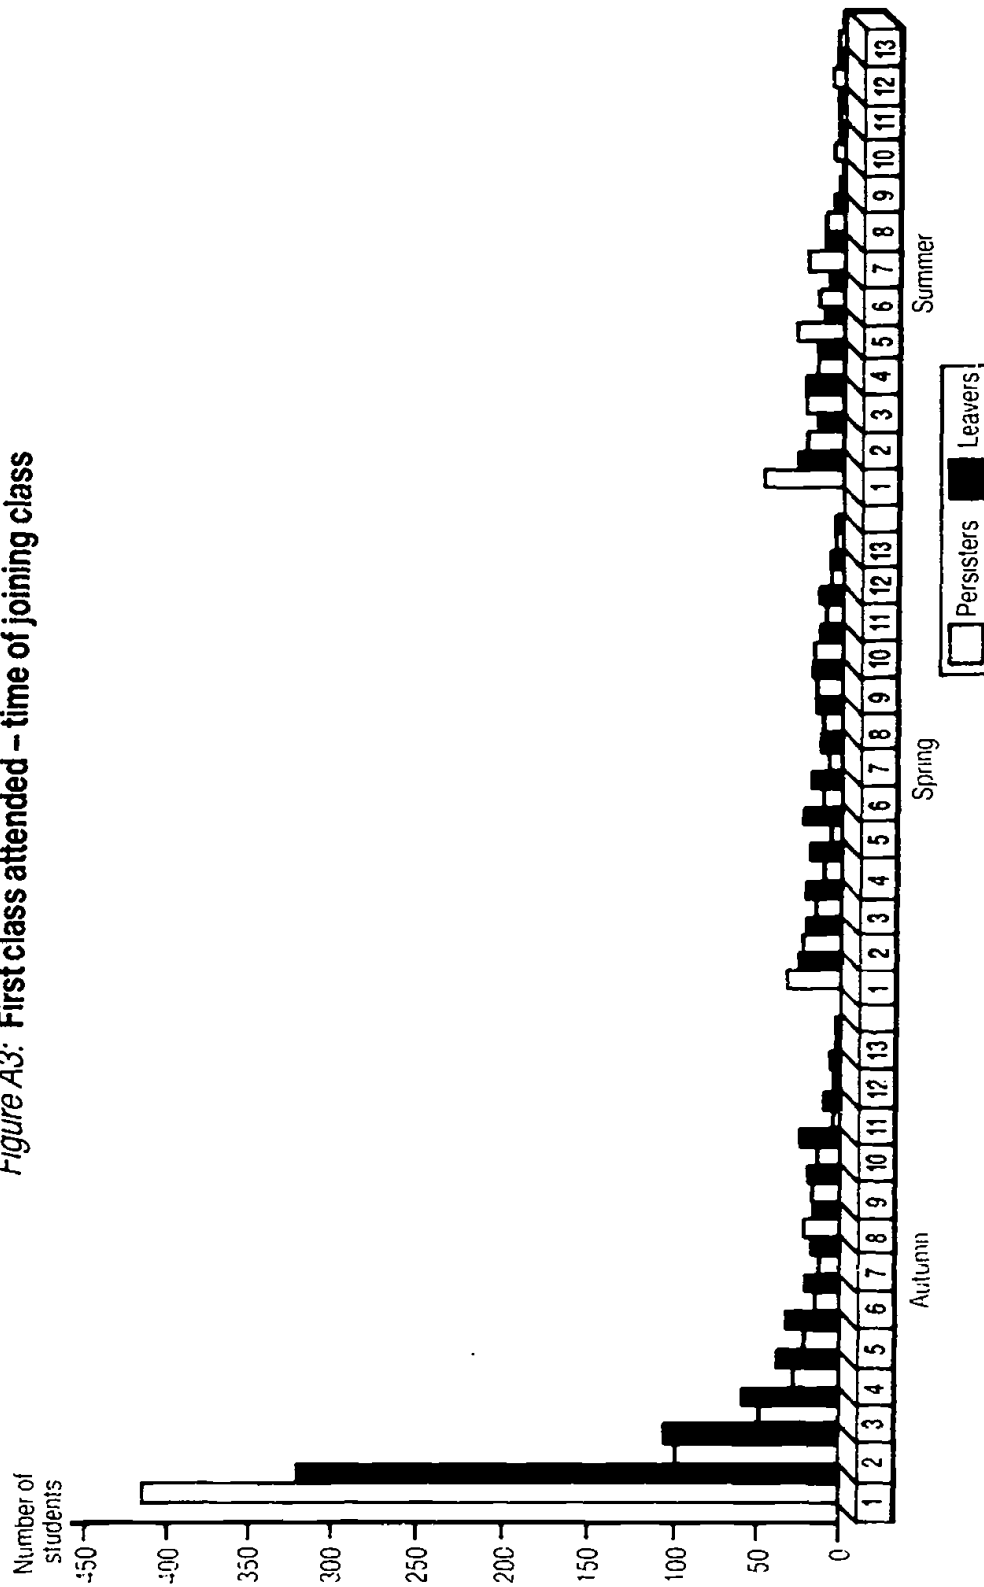 Figure A3: First class attended – time of joining class
Number of
students
450
400
350
300
250
200
150
100
50
0
1 2 3 4 5 6 7 8 9 10 11 12 13
1 2 3 4 5 6 7 8 9 10 11 12 13
1 2 3 4 5 6 7 8 9 10 11 12 13
Autumn Spring Summer
Persisters Leavers